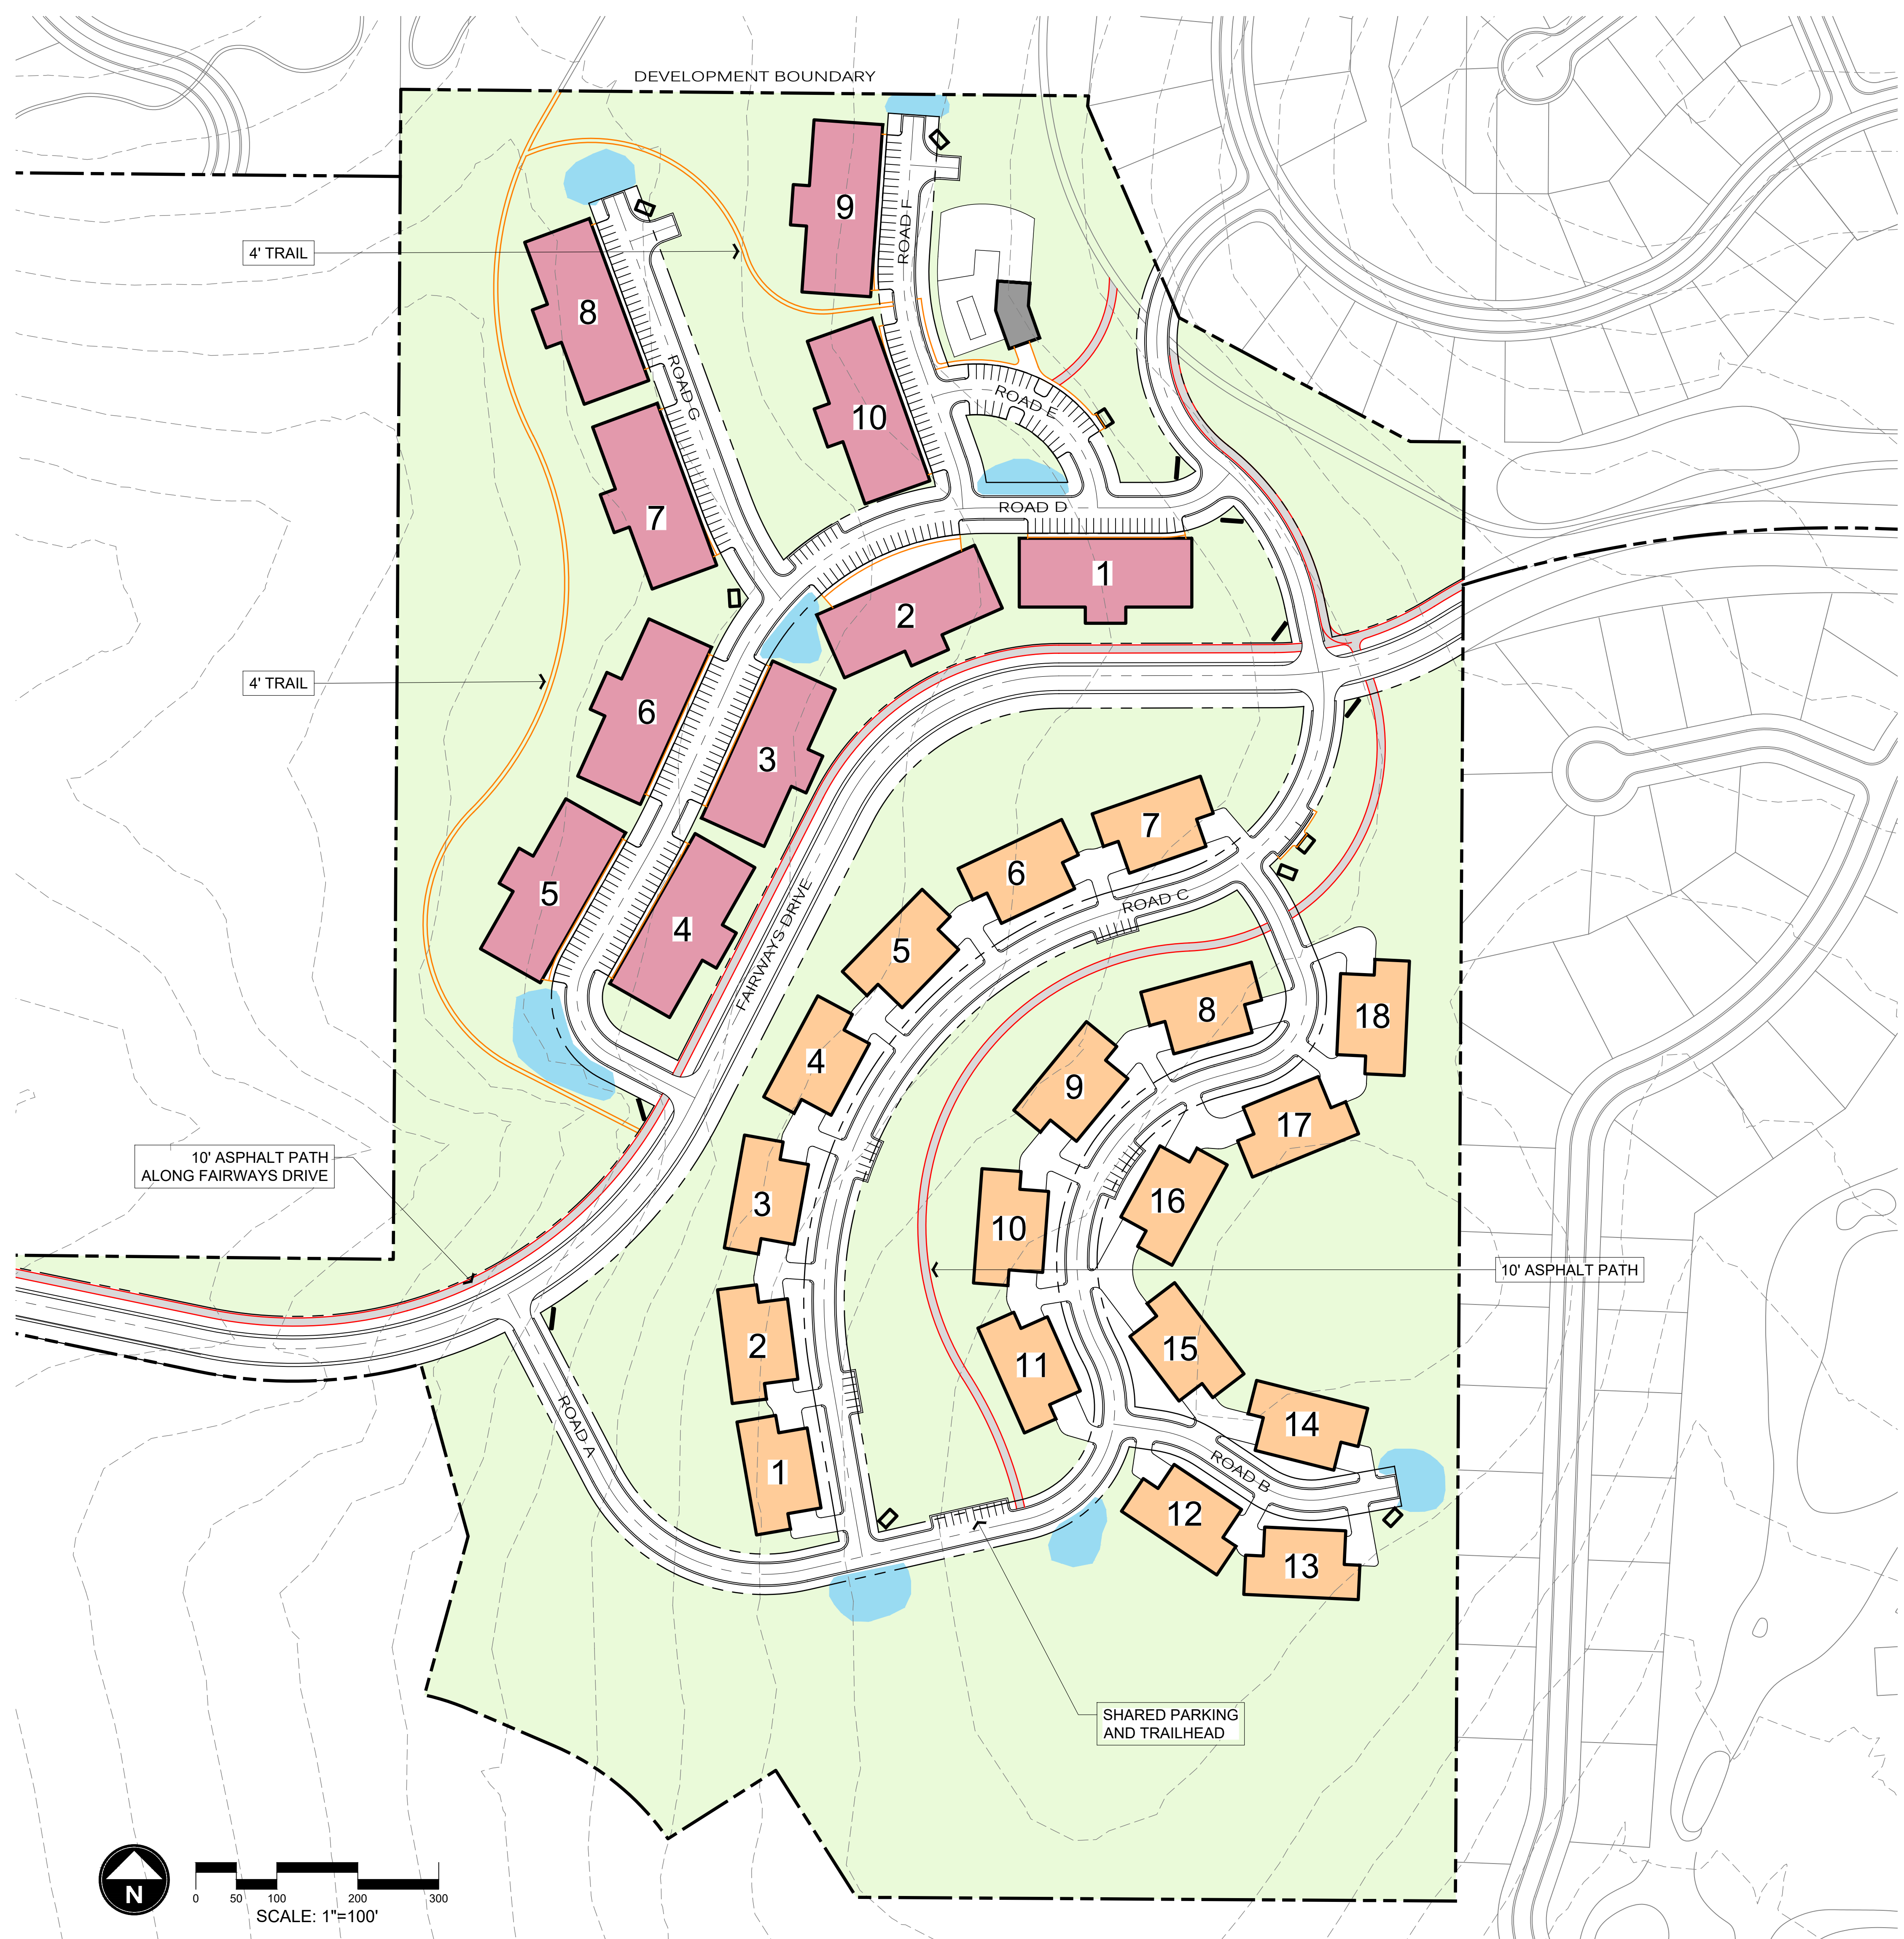 DEVELOPMENT BOUNDARY
9
ROAD F
4' TRAIL
8
ROAD G
10
ROAD E
7
ROAD D
1
2
4' TRAIL
6
3
5
4
FAIRWAYS DRIVE
7
6
ROAD C
5
8
18
4
9
17
10' ASPHALT PATH
ALONG FAIRWAYS DRIVE
3
10
16
10' ASPHALT PATH
2
11
15
ROAD A
14
1
ROAD B
12
13
SHARED PARKING
AND TRAILHEAD
N
0 50 100 200 300
SCALE: 1"=100'